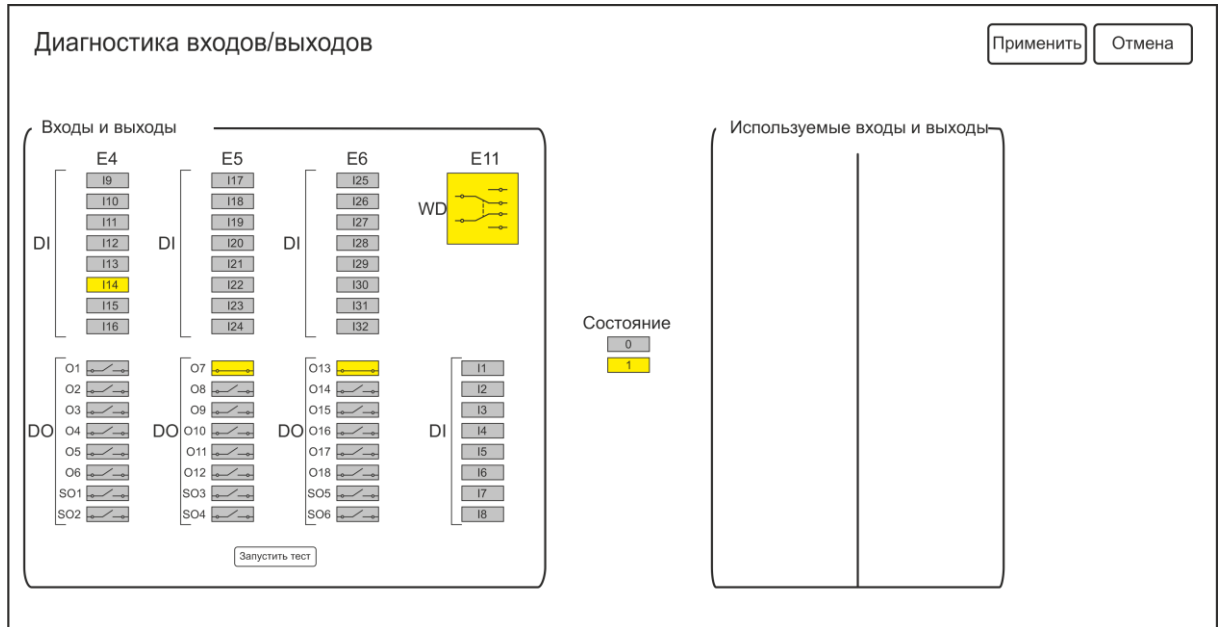 Диагностика входов/выходов
Применить
Отмена
Входы и выходы
Используемые входы и выходы
E4 E5 E6 E11
I9 I17 I25
I10 I18 I26
I11 I19 I27
WD
DI I12 DI I20 DI I28
I13 I21 I29
I14 I22 I30
I15 I23 I31
I16 I24 I32
Состояние
0
1
O1 O7 O13 I1
O2 O8 O14 I2
O3 O9 O15 I3
DO O4 DO O10 DO O16 DI I4
O5 O11 O17 I5
O6 O12 O18 I6
SO1 SO3 SO5 I7
SO2 SO4 SO6 I8
Запустить тест